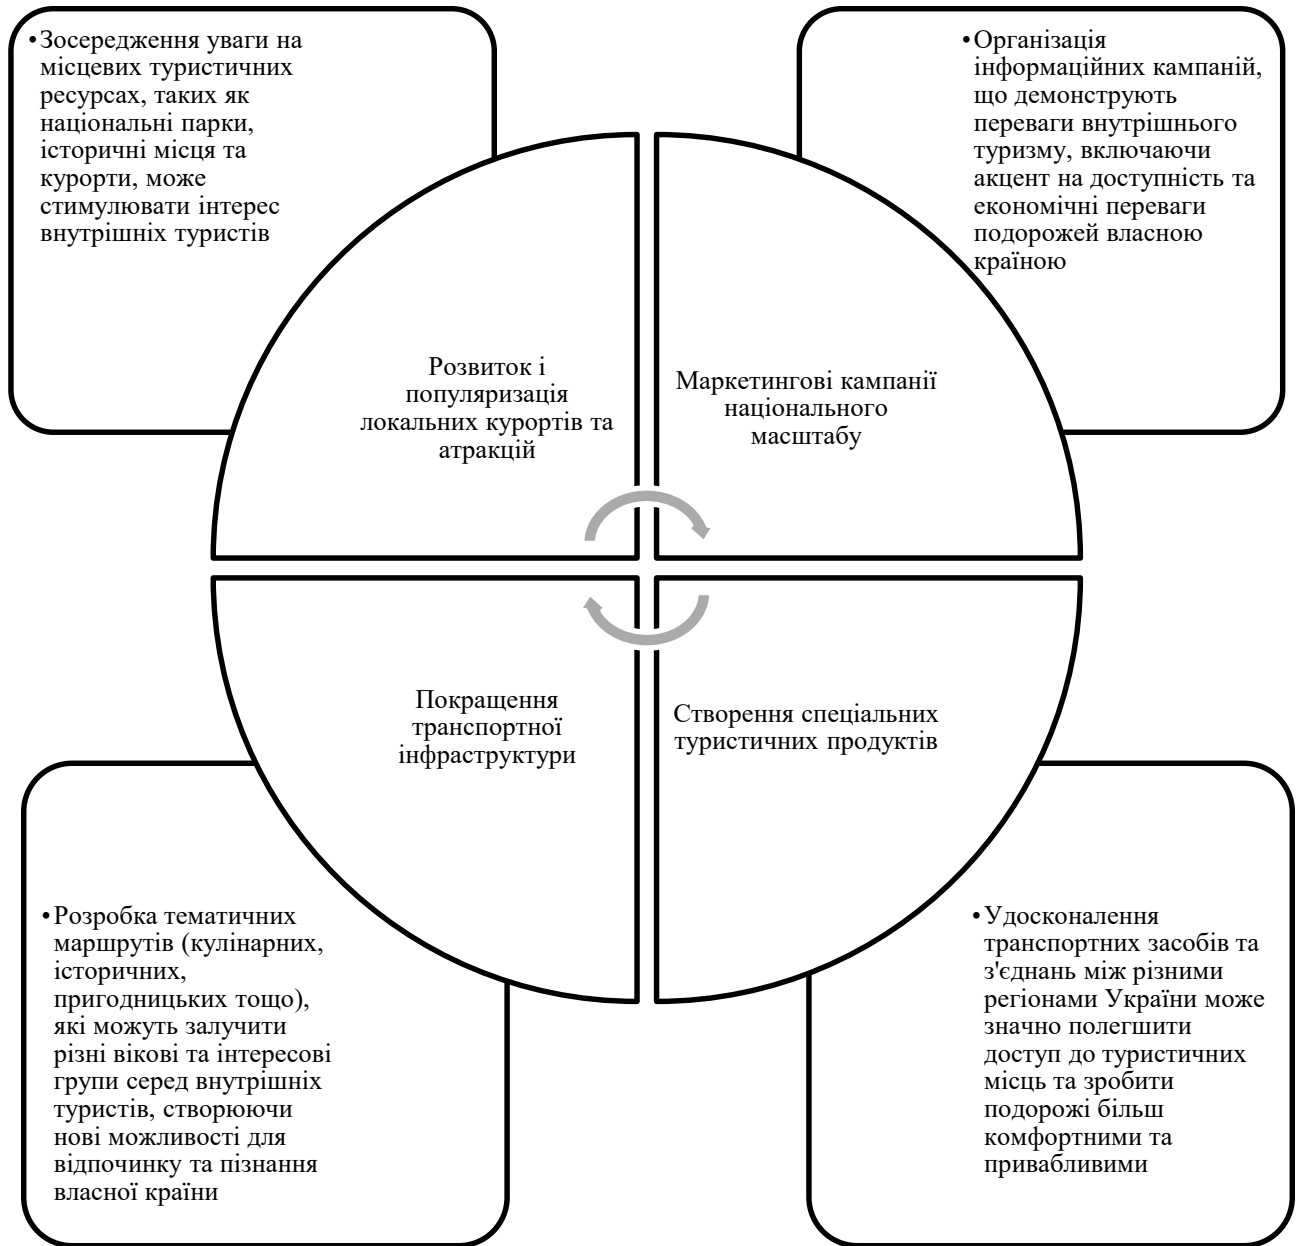 •Зосередження уваги на
місцевих туристичних
ресурсах, таких як
національні парки,
історичні місця та
курорти, може
стимулювати інтерес
внутрішніх туристів
•Організація
інформаційних кампаній,
що демонструють
переваги внутрішнього
туризму, включаючи
акцент на доступність та
економічні переваги
подорожей власною
країною
Розвиток і
популяризація
локальних курортів та
атракцій
Маркетингові кампанії
національного
масштабу
Покращення
транспортної
інфраструктури
Створення спеціальних
туристичних продуктів
•Розробка тематичних
маршрутів (кулінарних,
історичних,
пригодницьких тощо),
які можуть залучити
різні вікові та інтересові
групи серед внутрішніх
туристів, створюючи
нові можливості для
відпочинку та пізнання
власної країни
•Удосконалення
транспортних засобів та
з'єднань між різними
регіонами України може
значно полегшити
доступ до туристичних
місць та зробити
подорожі більш
комфортними та
привабливими